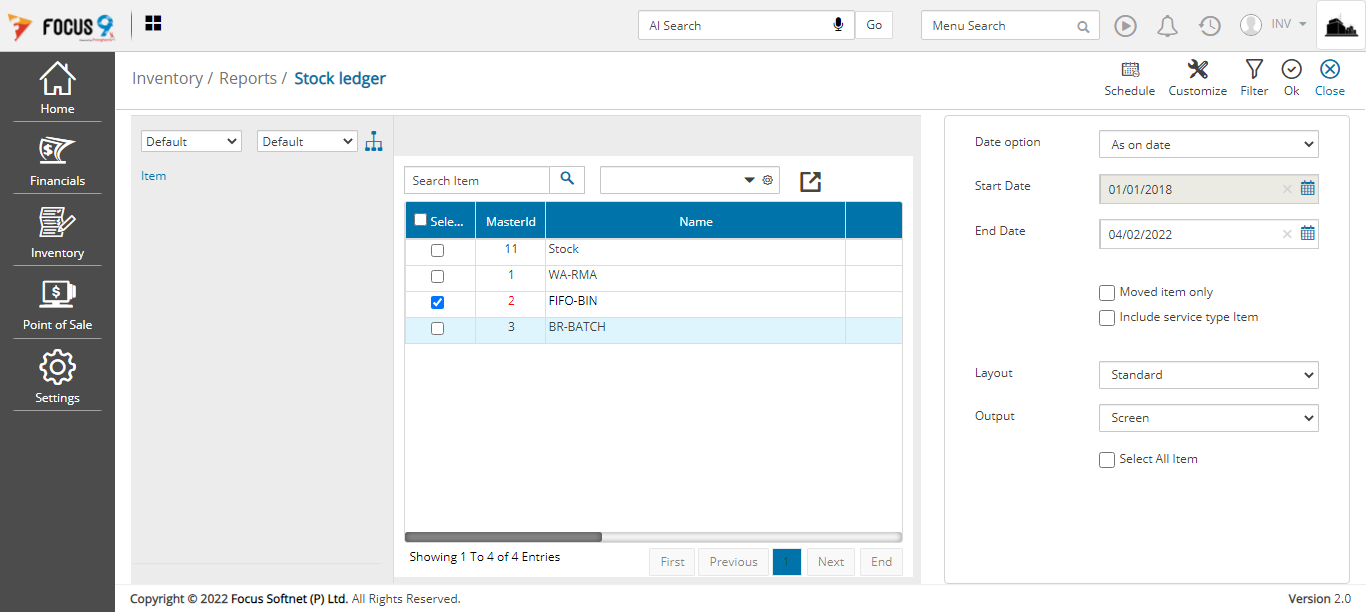 FOCUS 9
AI Search
Go
Menu Search
INV
Home
Financials
Inventory
Point of Sale
Settings
Inventory / Reports / Stock ledger
Schedule
Customize
Filter
Ok
Close
Default
Default
Item
Search Item
Sele... MasterId Name
11 Stock
1 WA-RMA
2 FIFO-BIN
3 BR-BATCH
Showing 1 To 4 of 4 Entries
First
Previous
1
Next
End
Date option As on date
Start Date 01/01/2018
End Date 04/02/2022
Moved item only
Include service type Item
Layout Standard
Output Screen
Select All Item
Copyright © 2022 Focus Softnet (P) Ltd. All Rights Reserved.
Version 2.0